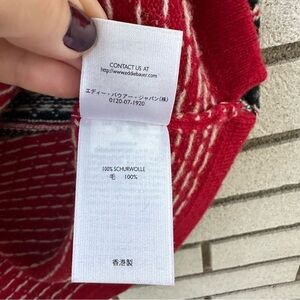 CONTACT US AT
http://www.eddiebauer.com
エディー・バウアー・ジャパン(株)
0120-07-1920
100% SCHURWOLLE
毛 100%
香港製